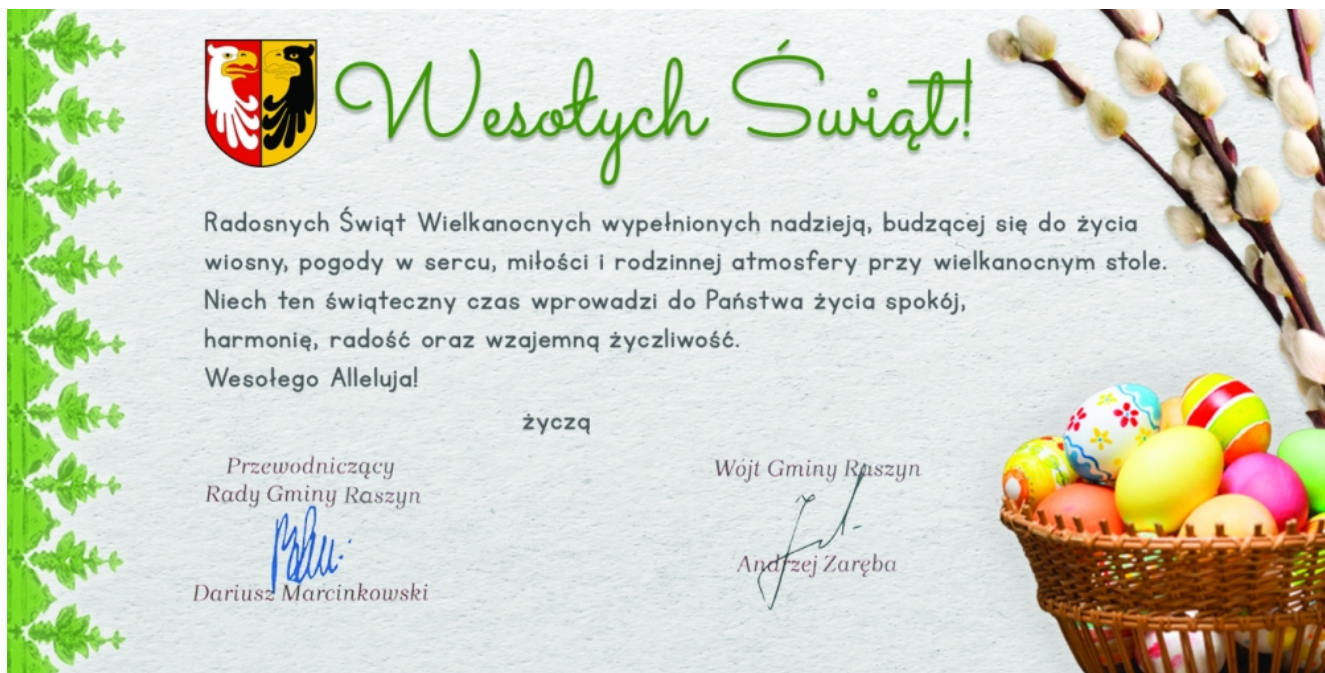 Wesołych Świąt!
Radosnych Świąt Wielkanocnych wypełnionych nadzieją, budzącej się do życia
wiosny, pogody w sercu, miłości i rodzinnej atmosfery przy wielkanocnym stole.
Niech ten świąteczny czas wprowadzi do Państwa życia spokój,
harmonię, radość oraz wzajemną życzliwość.
Wesołego Alleluja!
życzą
Przewodniczący
Rady Gminy Raszyn
Dariusz Marcinkowski
Wójt Gminy Raszyn
Andrzej Zaręba